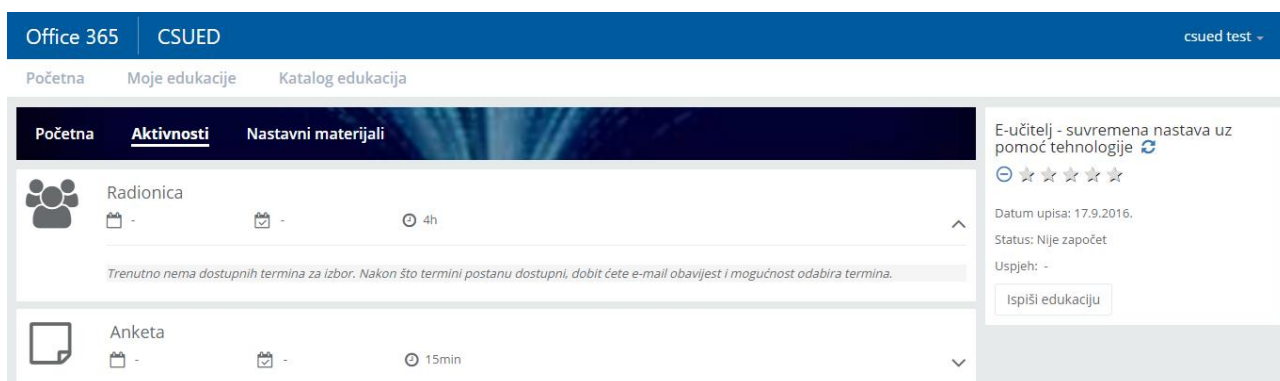 Office 365 CSUED csued test
Početna Moje edukacije Katalog edukacija
Početna Aktivnosti Nastavni materijali
Radionica
- - 4h
Trenutno nema dostupnih termina za izbor. Nakon što termini postanu dostupni, dobit ćete e-mail obavijest i mogućnost odabira termina.
Anketa
- - 15min
E-učitelj - suvremena nastava uz
pomoć tehnologije
Datum upisa: 17.9.2016.
Status: Nije započet
Uspjeh: -
Ispiši edukaciju